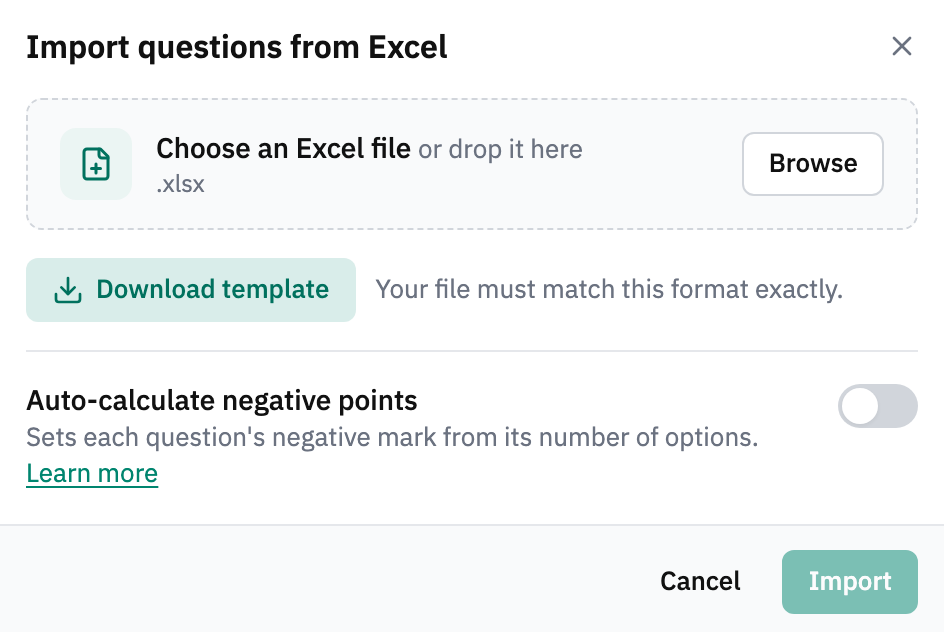 Import questions from Excel
Choose an Excel file or drop it here
.xlsx
Browse
Download template
Your file must match this format exactly.
Auto-calculate negative points
Sets each question's negative mark from its number of options.
Learn more
Cancel
Import